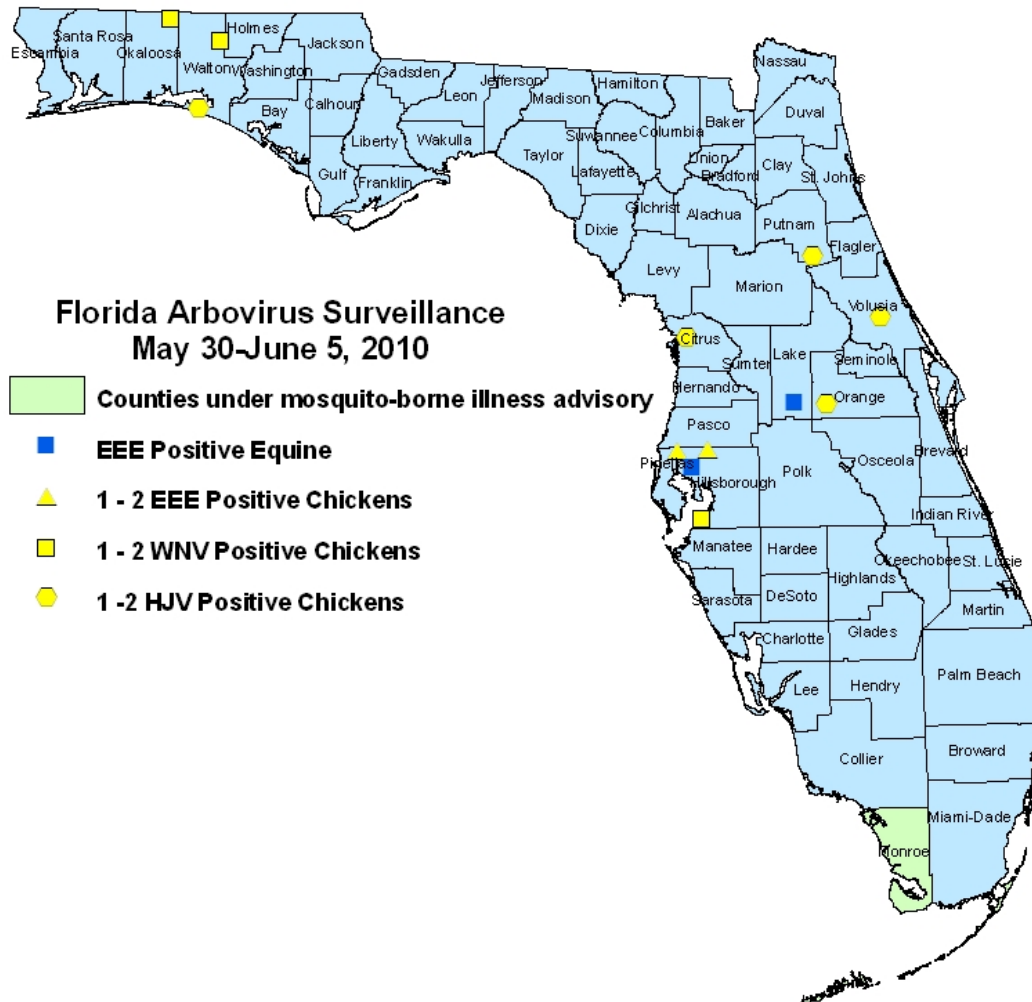 Escambia
Santa Rosa
Okaloosa
Walton
Holmes
Washington
Jackson
Bay
Calhoun
Gulf
Gadsden
Liberty
Franklin
Leon
Wakulla
Jefferson
Madison
Taylor
Hamilton
Suwannee
Lafayette
Dixie
Columbia
Gilchrist
Baker
Union
Bradford
Alachua
Levy
Nassau
Duval
Clay
St. Johns
Putnam
Flagler
Marion
Volusia
Citrus
Sumter
Lake
Seminole
Hernando
Orange
Pasco
Pinellas
Hillsborough
Polk
Osceola
Brevard
Indian River
Manatee
Hardee
Okeechobee
St. Lucie
Highlands
Sarasota
DeSoto
Martin
Charlotte
Glades
Lee
Hendry
Palm Beach
Collier
Broward
Monroe
Miami-Dade
Florida Arbovirus Surveillance
May 30-June 5, 2010
Counties under mosquito-borne illness advisory
EEE Positive Equine
1 - 2 EEE Positive Chickens
1 - 2 WNV Positive Chickens
1 -2 HJV Positive Chickens